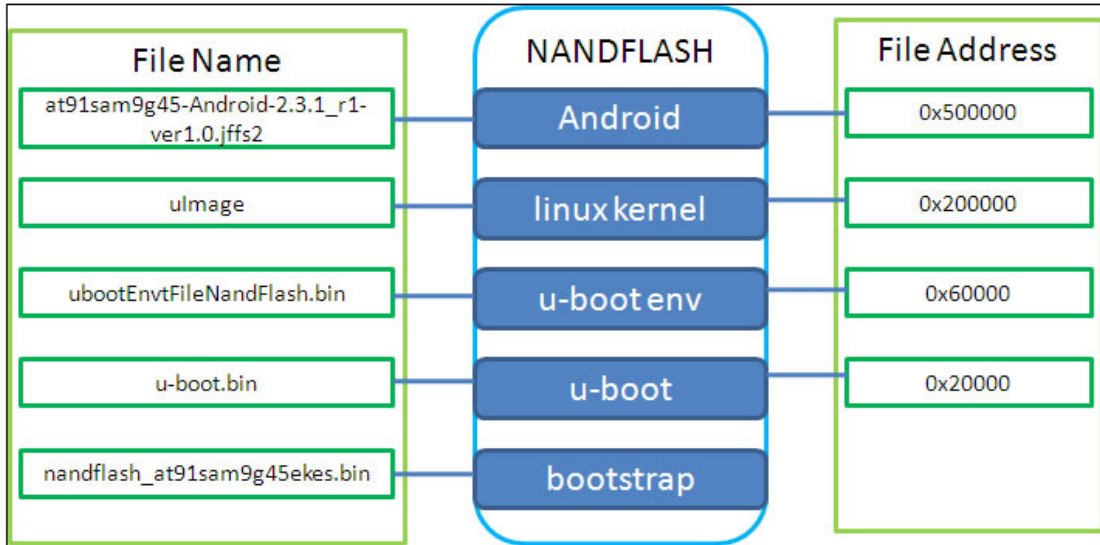 File Name
at91sam9g45-Android-2.3.1_r1-
ver1.0.jffs2
uImage
ubootEnvtFileNandFlash.bin
u-boot.bin
nandflash_at91sam9g45ekes.bin
NANDFLASH
Android
linux kernel
u-boot env
u-boot
bootstrap
File Address
0x500000
0x200000
0x60000
0x20000